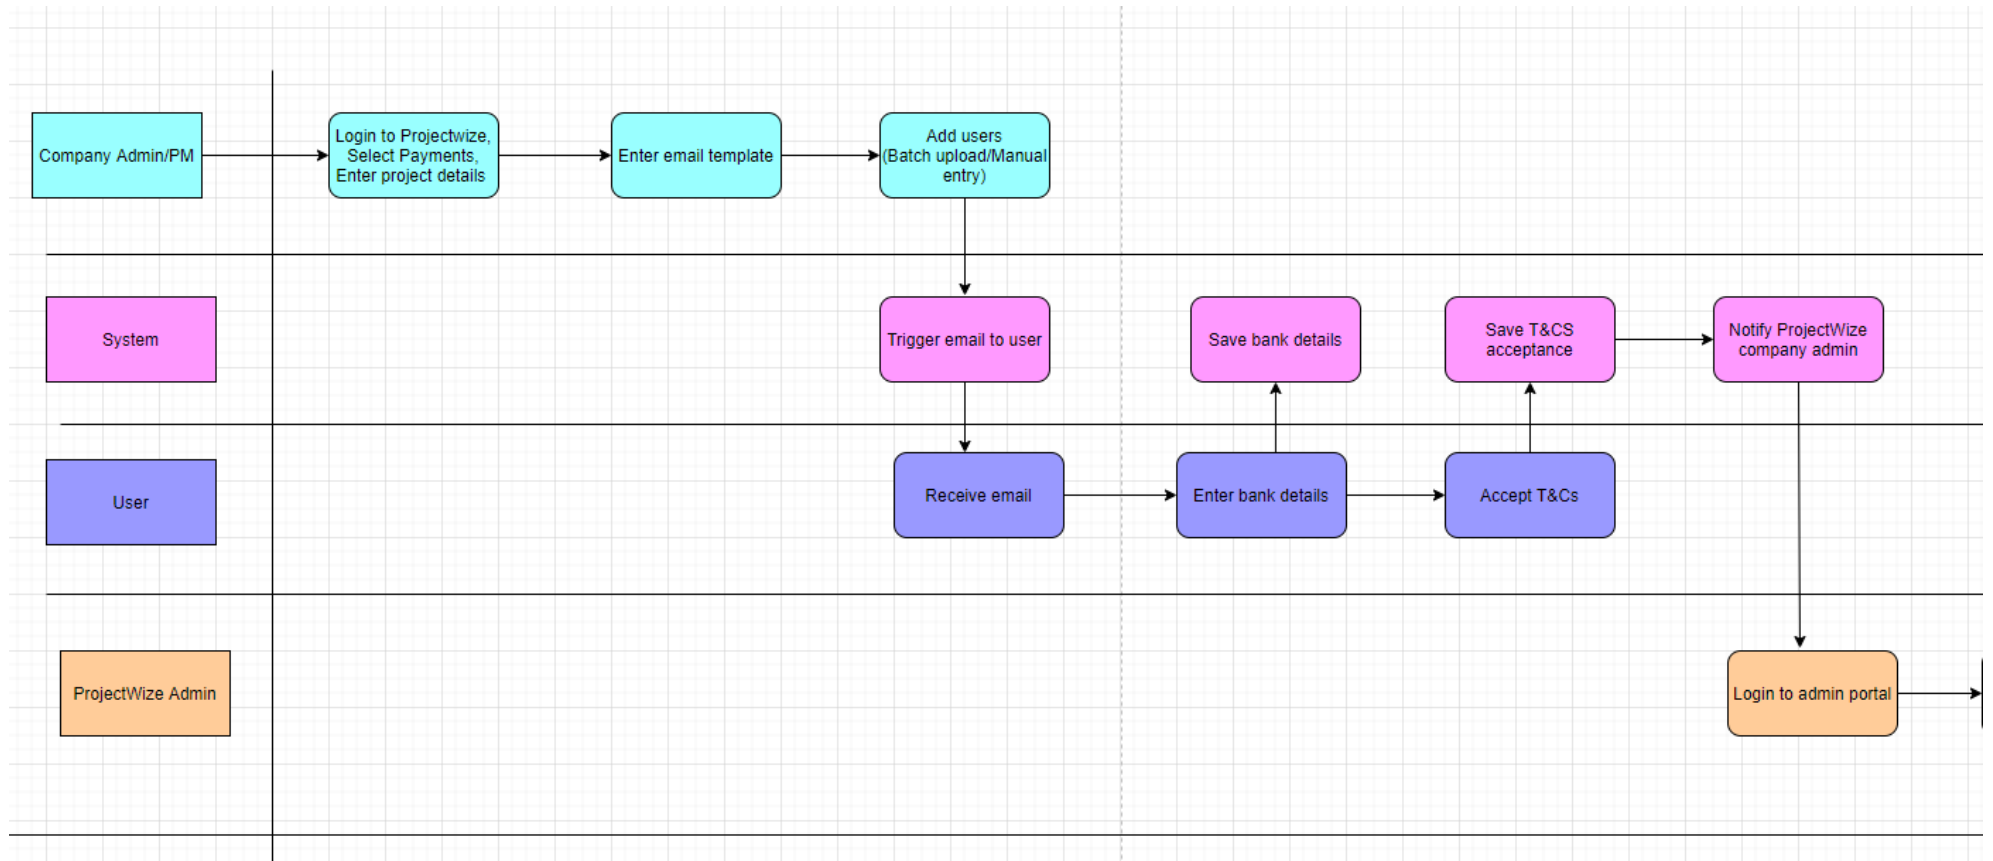 Company Admin/PM
Login to Projectwize,
Select Payments,
Enter project details
Enter email template
Add users
(Batch upload/Manual
entry)
System
Trigger email to user
Save bank details
Save T&CS
acceptance
Notify ProjectWize
company admin
User
Receive email
Enter bank details
Accept T&Cs
ProjectWize Admin
Login to admin portal